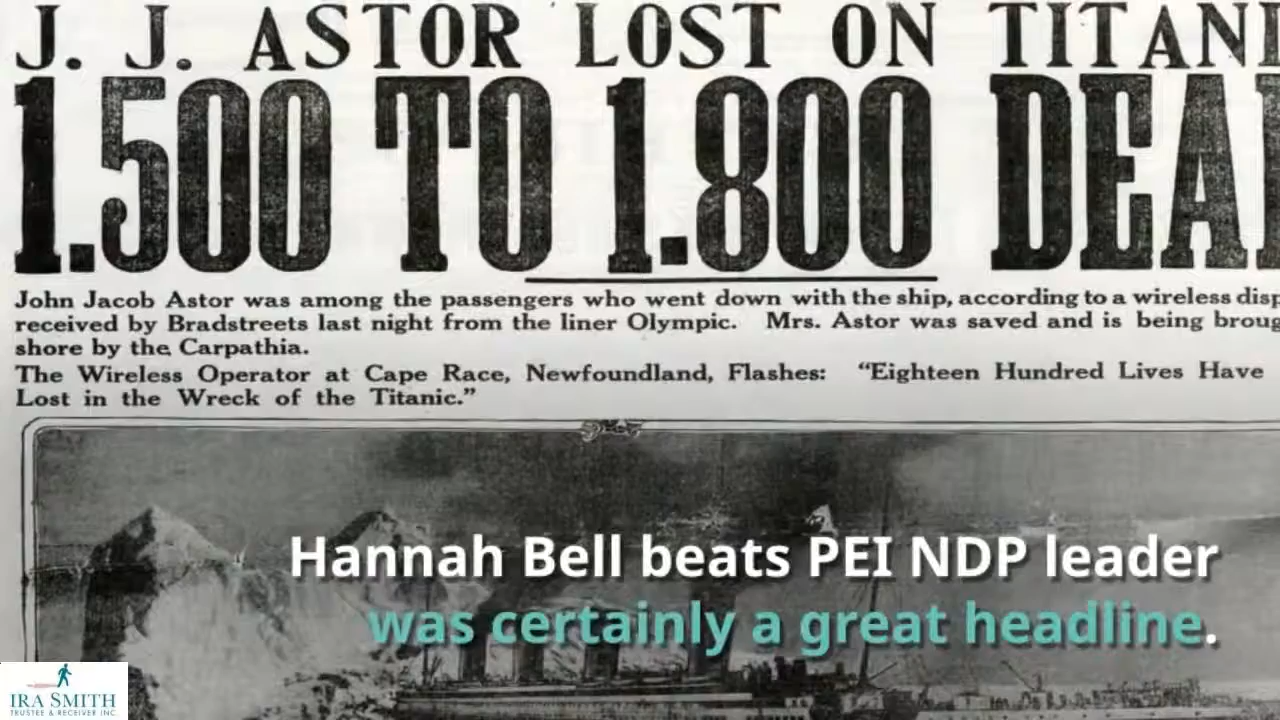 J. J. ASTOR LOST ON TITANI
1.500 TO 1.800 DEA
John Jacob Astor was among the passengers who went down with the ship, according to a wireless disp
received by Bradstreets last night from the liner Olympic. Mrs. Astor was saved and is being broug
shore by the Carpathia.
The Wireless Operator at Cape Race, Newfoundland, Flashes: “Eighteen Hundred Lives Have
Lost in the Wreck of the Titanic.”
Hannah Bell beats PEI NDP leader
was certainly a great headline.
IRA SMITH
TRUSTEE & RECEIVER INC.